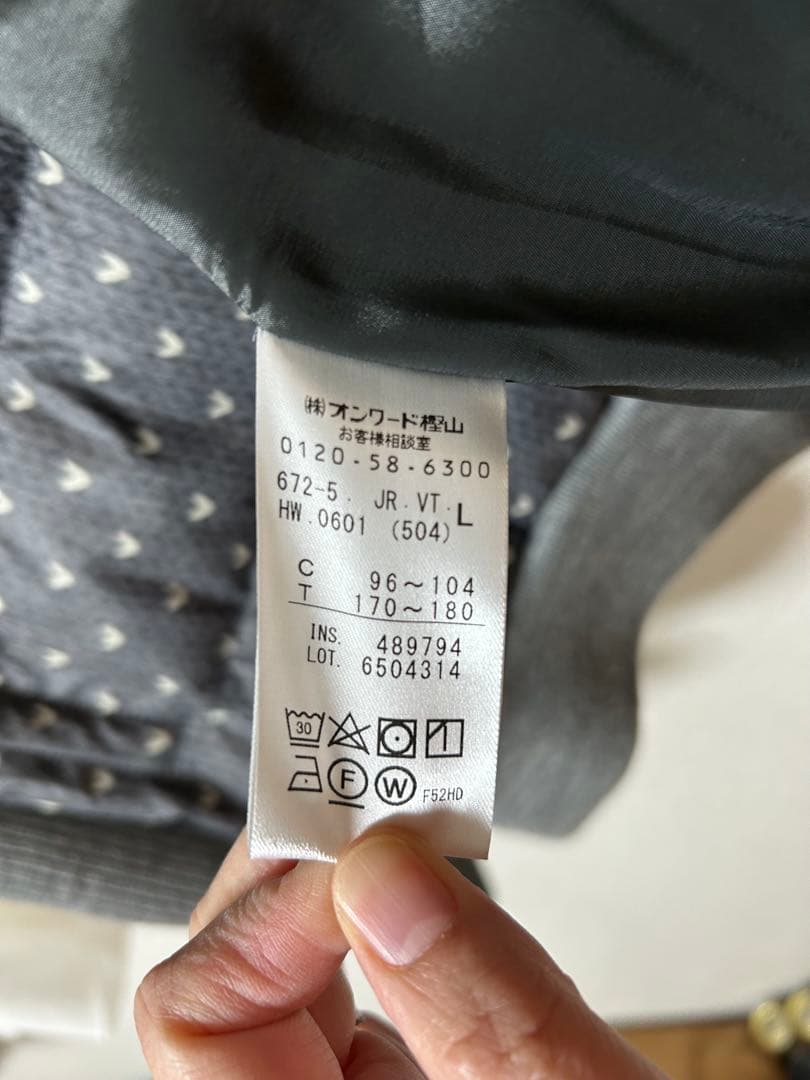 (株)オンワード樫山
お客様相談室
0120-58-6300
672-5. JR.VT. L
HW.0601 (504)
C 96～104
T 170～180
INS. 489794
LOT. 6504314
30
F W F52HD